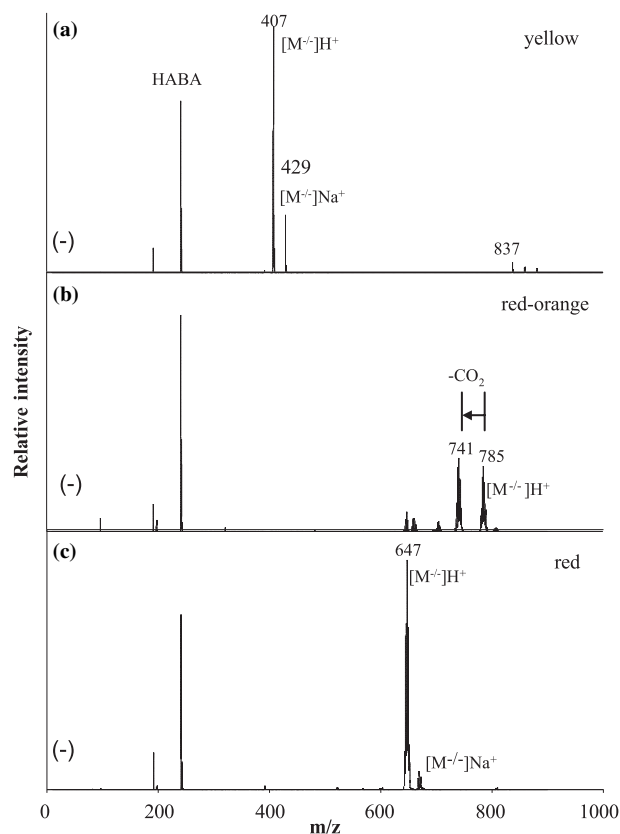 (a)
yellow
407
[M⁻/⁻]H⁺
HABA
429
[M⁻/⁻]Na⁺
(-)
837
(b)
red-orange
-CO₂
741
785
[M⁻/⁻]H⁺
(-)
Relative intensity
(c)
red
647
[M⁻/⁻]H⁺
(-)
[M⁻/⁻]Na⁺
0
200
400
600
800
1000
m/z